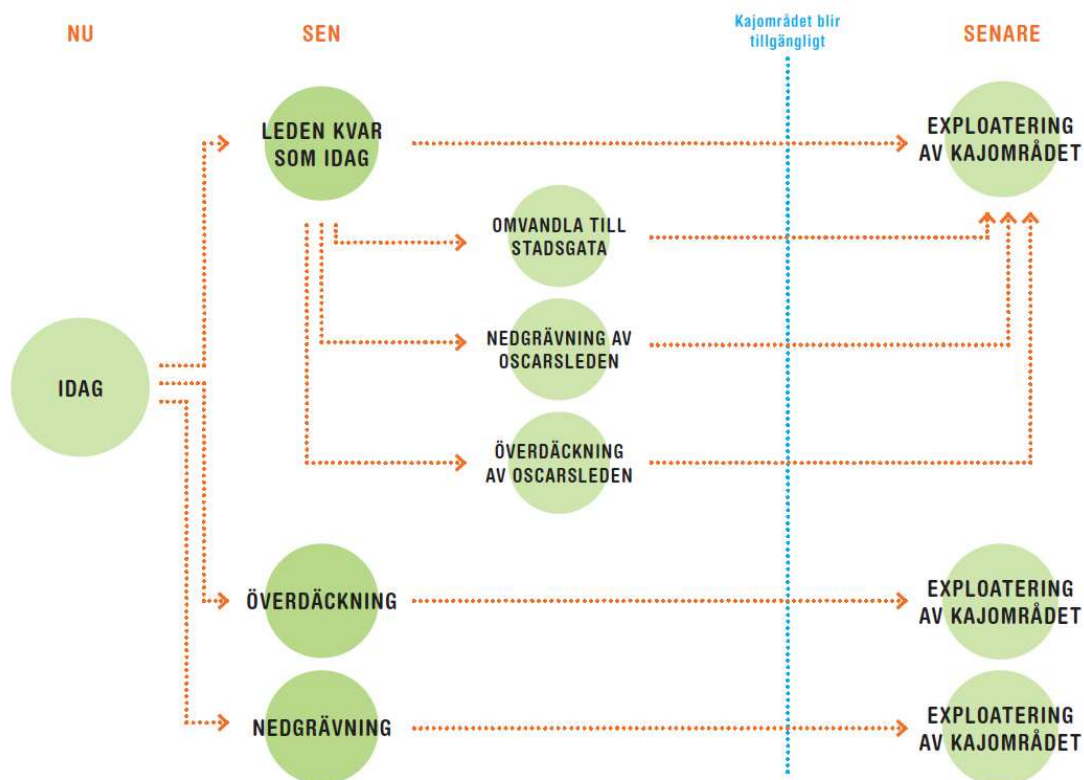 NU
SEN
Kajområdet blir
tillgängligt
SENARE
LEDEN KVAR
SOM IDAG
EXPLOATERING
AV KAJOMRÅDET
OMVANDLA TILL
STADSGATA
NEDGRÄVNING AV
OSCARSLEDEN
IDAG
ÖVERDÄCKNING
AV OSCARSLEDEN
ÖVERDÄCKNING
EXPLOATERING
AV KAJOMRÅDET
NEDGRÄVNING
EXPLOATERING
AV KAJOMRÅDET